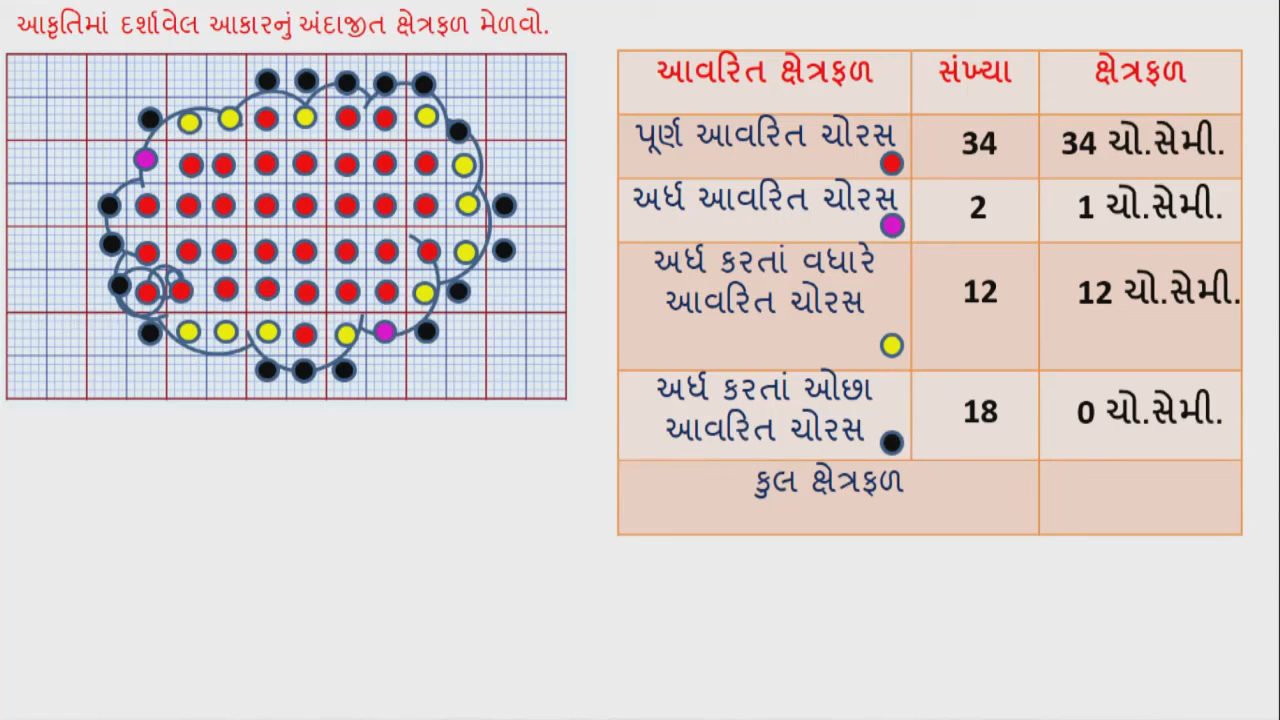 આકૃતિમાં દર્શાવેલ આકારનું અંદાજીત ક્ષેત્રફળ મેળવો.
આવરિત ક્ષેત્રફળ સંખ્યા ક્ષેત્રફળ
પૂર્ણ આવરિત ચોરસ 34 34 ચો.સેમી.
અર્ધ આવરિત ચોરસ 2 1 ચો.સેમી.
અર્ધ કરતાં વધારે
આવરિત ચોરસ 12 12 ચો.સેમી.
અર્ધ કરતાં ઓછા
આવરિત ચોરસ 18 0 ચો.સેમી.
કુલ ક્ષેત્રફળ